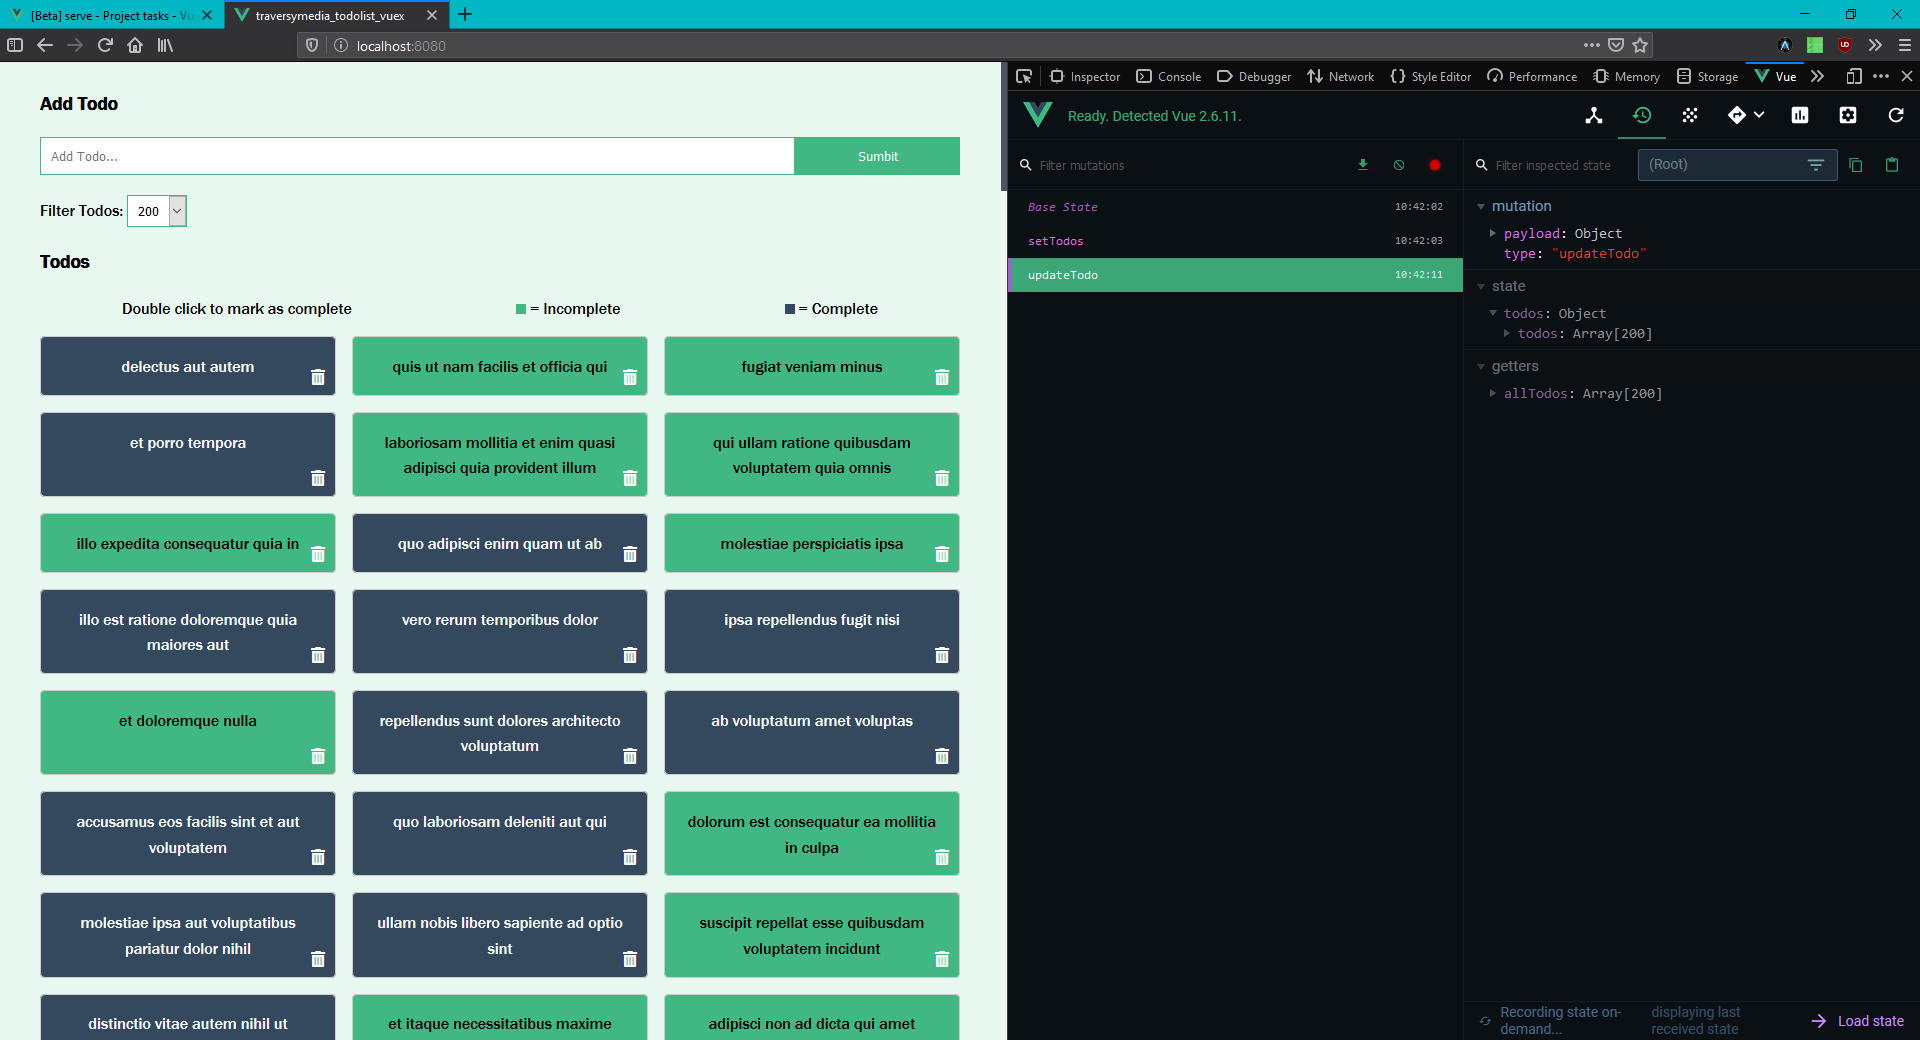 [Beta] serve - Project tasks - Vu
traversymedia_todolist_vuex
localhost:8080
Add Todo
Add Todo...
Sumbit
Filter Todos: 200
Todos
Double click to mark as complete
= Incomplete
= Complete
delectus aut autem
quis ut nam facilis et officia qui
fugiat veniam minus
et porro tempora
laboriosam mollitia et enim quasi
adipisci quia provident illum
qui ullam ratione quibusdam
voluptatem quia omnis
illo expedita consequatur quia in
quo adipisci enim quam ut ab
molestiae perspiciatis ipsa
illo est ratione doloremque quia
maiores aut
vero rerum temporibus dolor
ipsa repellendus fugit nisi
et doloremque nulla
repellendus sunt dolores architecto
voluptatum
ab voluptatum amet voluptas
accusamus eos facilis sint et aut
voluptatem
quo laboriosam deleniti aut qui
dolorum est consequatur ea mollitia
in culpa
molestiae ipsa aut voluptatibus
pariatur dolor nihil
ullam nobis libero sapiente ad optio
sint
suscipit repellat esse quibusdam
voluptatem incidunt
distinctio vitae autem nihil ut
et itaque necessitatibus maxime
adipisci non ad dicta qui amet
Inspector Console Debugger Network Style Editor Performance Memory Storage Vue
Ready. Detected Vue 2.6.11.
Filter mutations
Base State 10:42:02
setTodos 10:42:03
updateTodo 10:42:11
Filter inspected state
(Root)
mutation
payload: Object
type: "updateTodo"
state
todos: Object
todos: Array[200]
getters
allTodos: Array[200]
Recording state on-
demand...
displaying last
received state
Load state